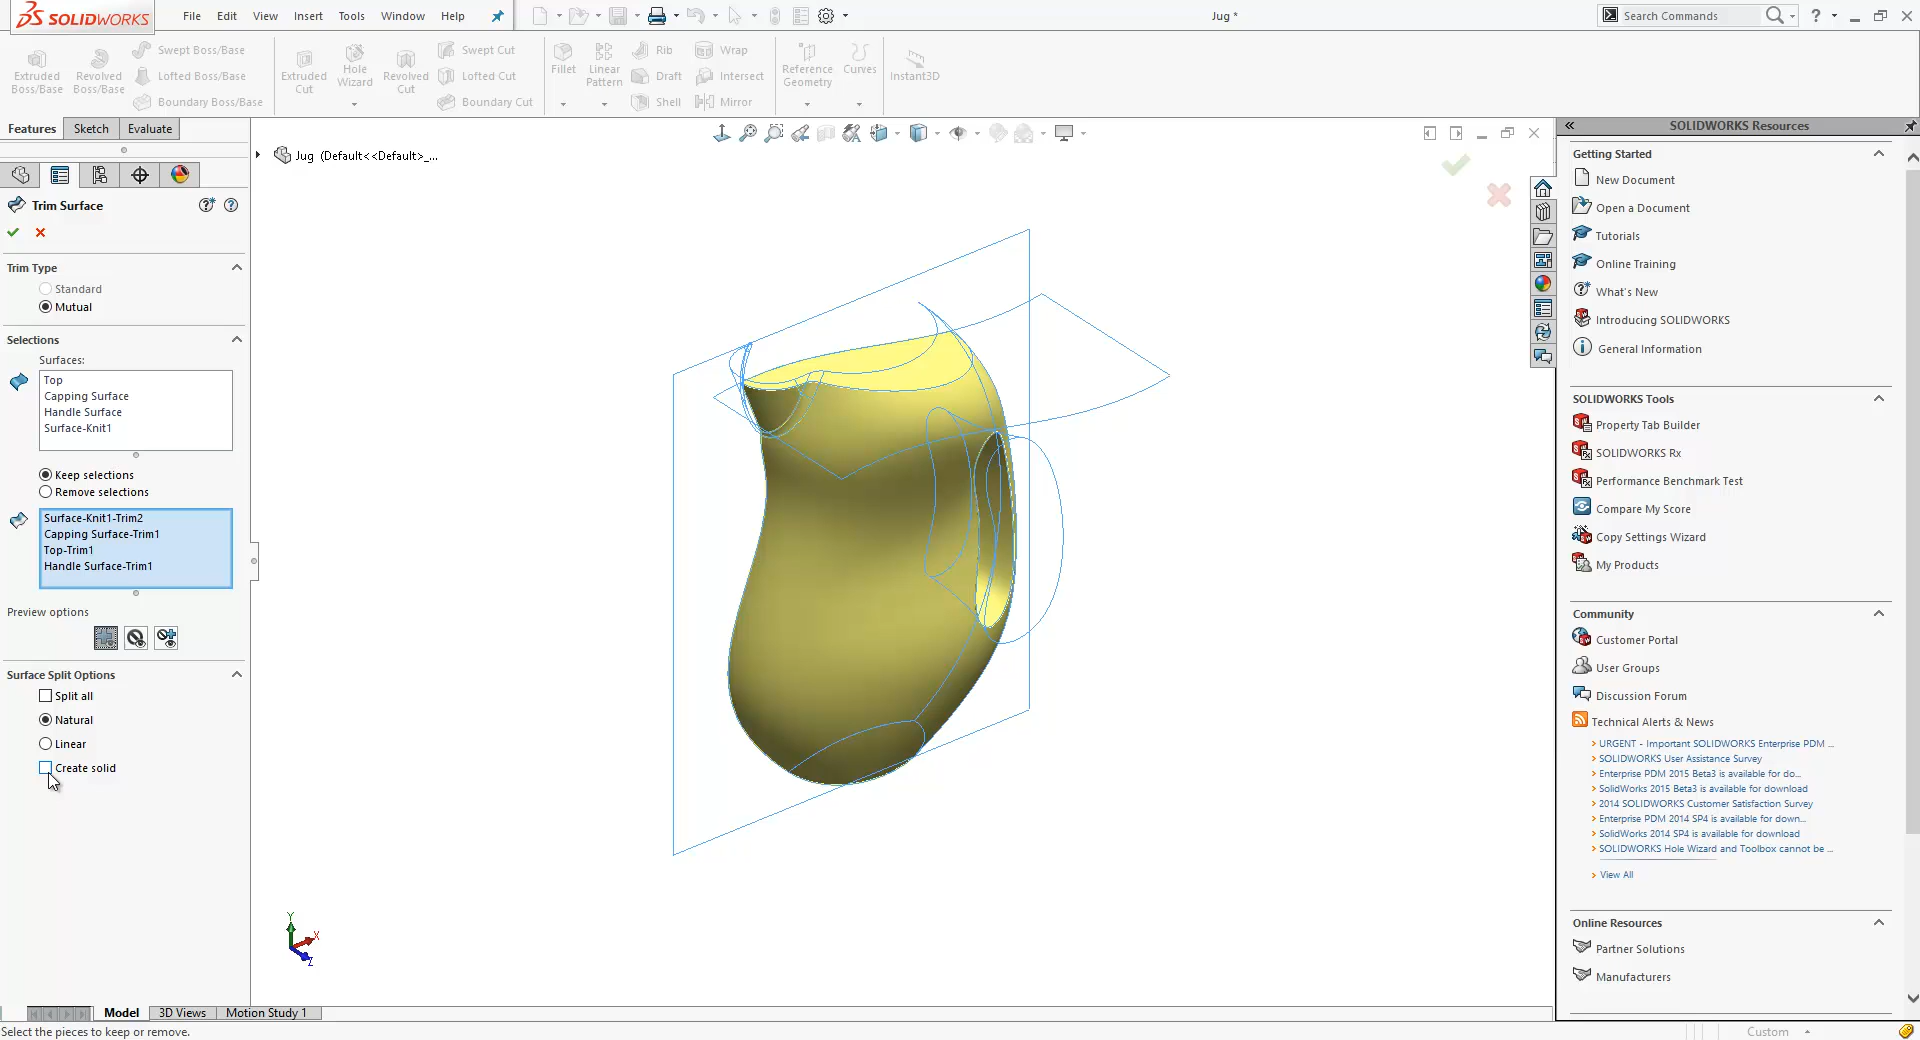 SOLIDWORKS
File Edit View Insert Tools Window Help
Jug *
Search Commands
?
Extruded Boss/Base
Revolved Boss/Base
Swept Boss/Base
Lofted Boss/Base
Boundary Boss/Base
Extruded Cut
Hole Wizard
Revolved Cut
Swept Cut
Lofted Cut
Boundary Cut
Fillet
Linear Pattern
Rib
Draft
Shell
Wrap
Intersect
Mirror
Reference Geometry
Curves
Instant3D
Features Sketch Evaluate
Jug (Default<<Default>_...
Trim Surface
Trim Type
Standard
Mutual
Selections
Surfaces:
Top
Capping Surface
Handle Surface
Surface-Knit1
Keep selections
Remove selections
Surface-Knit1-Trim2
Capping Surface-Trim1
Top-Trim1
Handle Surface-Trim1
Preview options
Surface Split Options
Split all
Natural
Linear
Create solid
Y
X
Z
Model 3D Views Motion Study 1
Select the pieces to keep or remove.
Custom
SOLIDWORKS Resources
Getting Started
New Document
Open a Document
Tutorials
Online Training
What's New
Introducing SOLIDWORKS
General Information
SOLIDWORKS Tools
Property Tab Builder
SOLIDWORKS Rx
Performance Benchmark Test
Compare My Score
Copy Settings Wizard
My Products
Community
Customer Portal
User Groups
Discussion Forum
Technical Alerts & News
URGENT - Important SOLIDWORKS Enterprise PDM ...
SOLIDWORKS User Assistance Survey
Enterprise PDM 2015 Beta3 is available for do...
SolidWorks 2015 Beta3 is available for download
2014 SOLIDWORKS Customer Satisfaction Survey
Enterprise PDM 2014 SP4 is available for down...
SolidWorks 2014 SP4 is available for download
SOLIDWORKS Hole Wizard and Toolbox cannot be ...
View All
Online Resources
Partner Solutions
Manufacturers